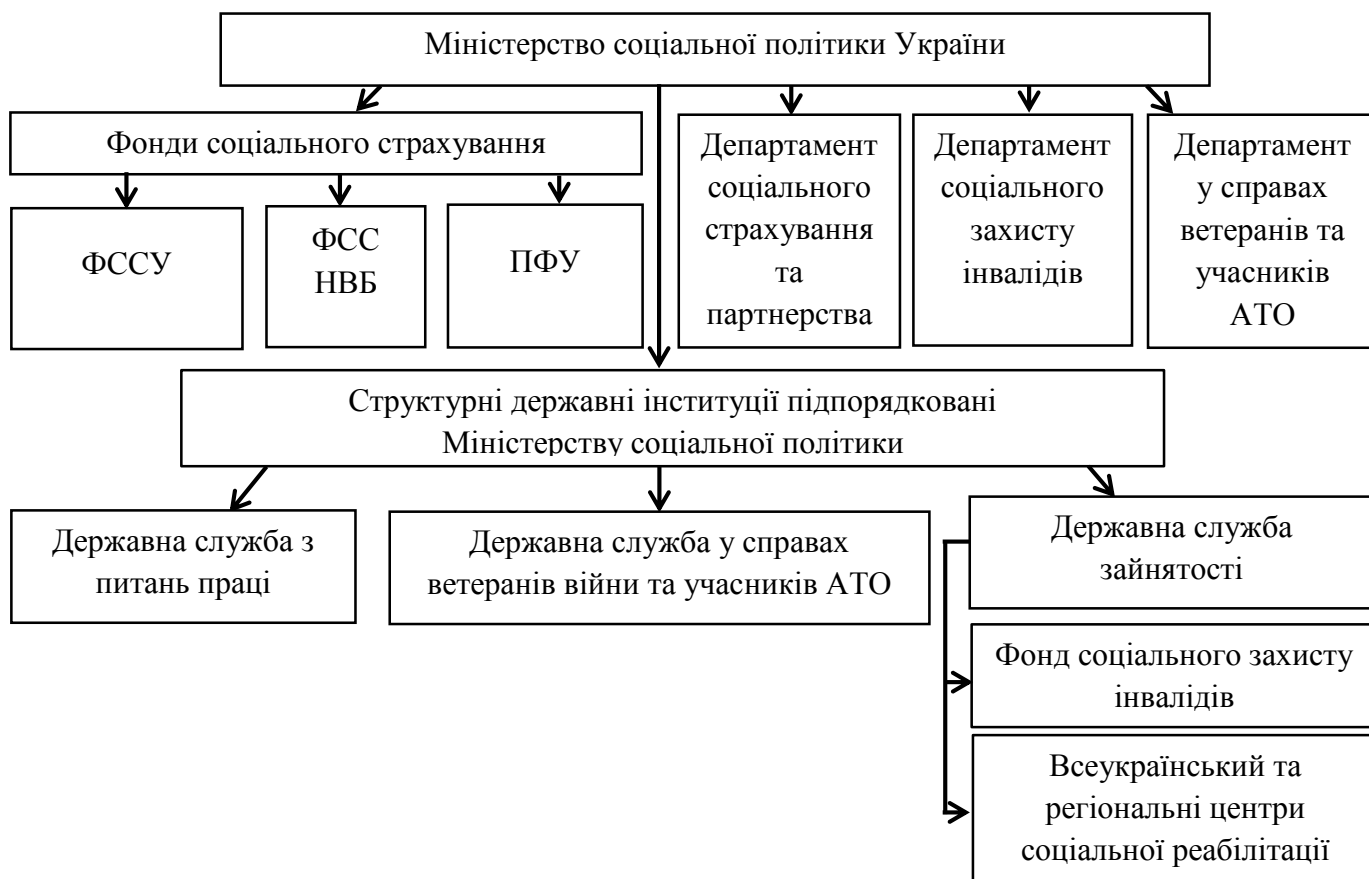 Міністерство соціальної політики України
Фонди соціального страхування
ФССУ
ФСС
НВБ
ПФУ
Департамент
соціального
страхування
та
партнерства
Департамент
соціального
захисту
інвалідів
Департамент
у справах
ветеранів та
учасників
АТО
Структурні державні інституції підпорядковані
Міністерству соціальної політики
Державна служба з
питань праці
Державна служба у справах
ветеранів війни та учасників АТО
Державна служба
зайнятості
Фонд соціального захисту
інвалідів
Всеукраїнський та
регіональні центри
соціальної реабілітації